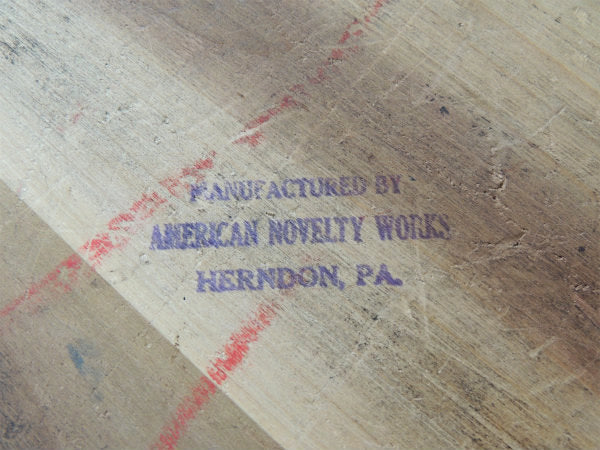 MANUFACTURED BY
AMERICAN NOVELTY WORKS
HERNDON, PA.